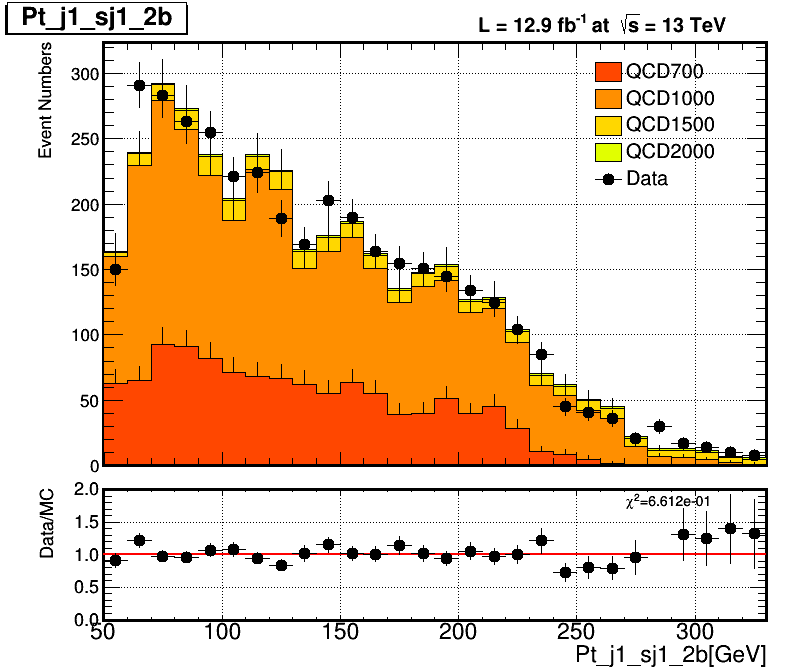 Pt_j1_sj1_2b
L = 12.9 fb⁻¹ at √s = 13 TeV
Event Numbers
300
250
200
150
100
50
0
QCD700
QCD1000
QCD1500
QCD2000
Data
Data/MC
2.0
1.5
1.0
0.5
0.0
χ²=6.612e-01
50 100 150 200 250 300
Pt_j1_sj1_2b[GeV]